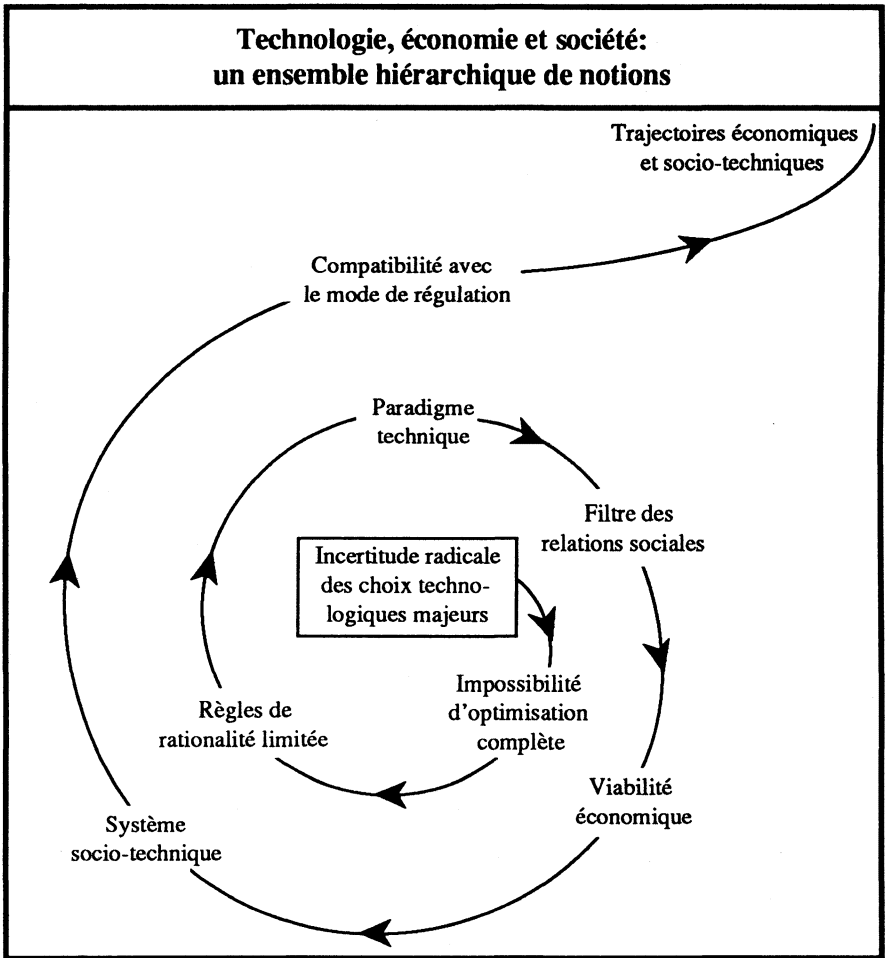 Technologie, économie et société:
un ensemble hiérarchique de notions
Trajectoires économiques
et socio-techniques
Compatibilité avec
le mode de régulation
Paradigme
technique
Filtre des
relations sociales
Incertitude radicale
des choix techno-
logiques majeurs
Impossibilité
d'optimisation
complète
Règles de
rationalité limitée
Viabilité
économique
Système
socio-technique